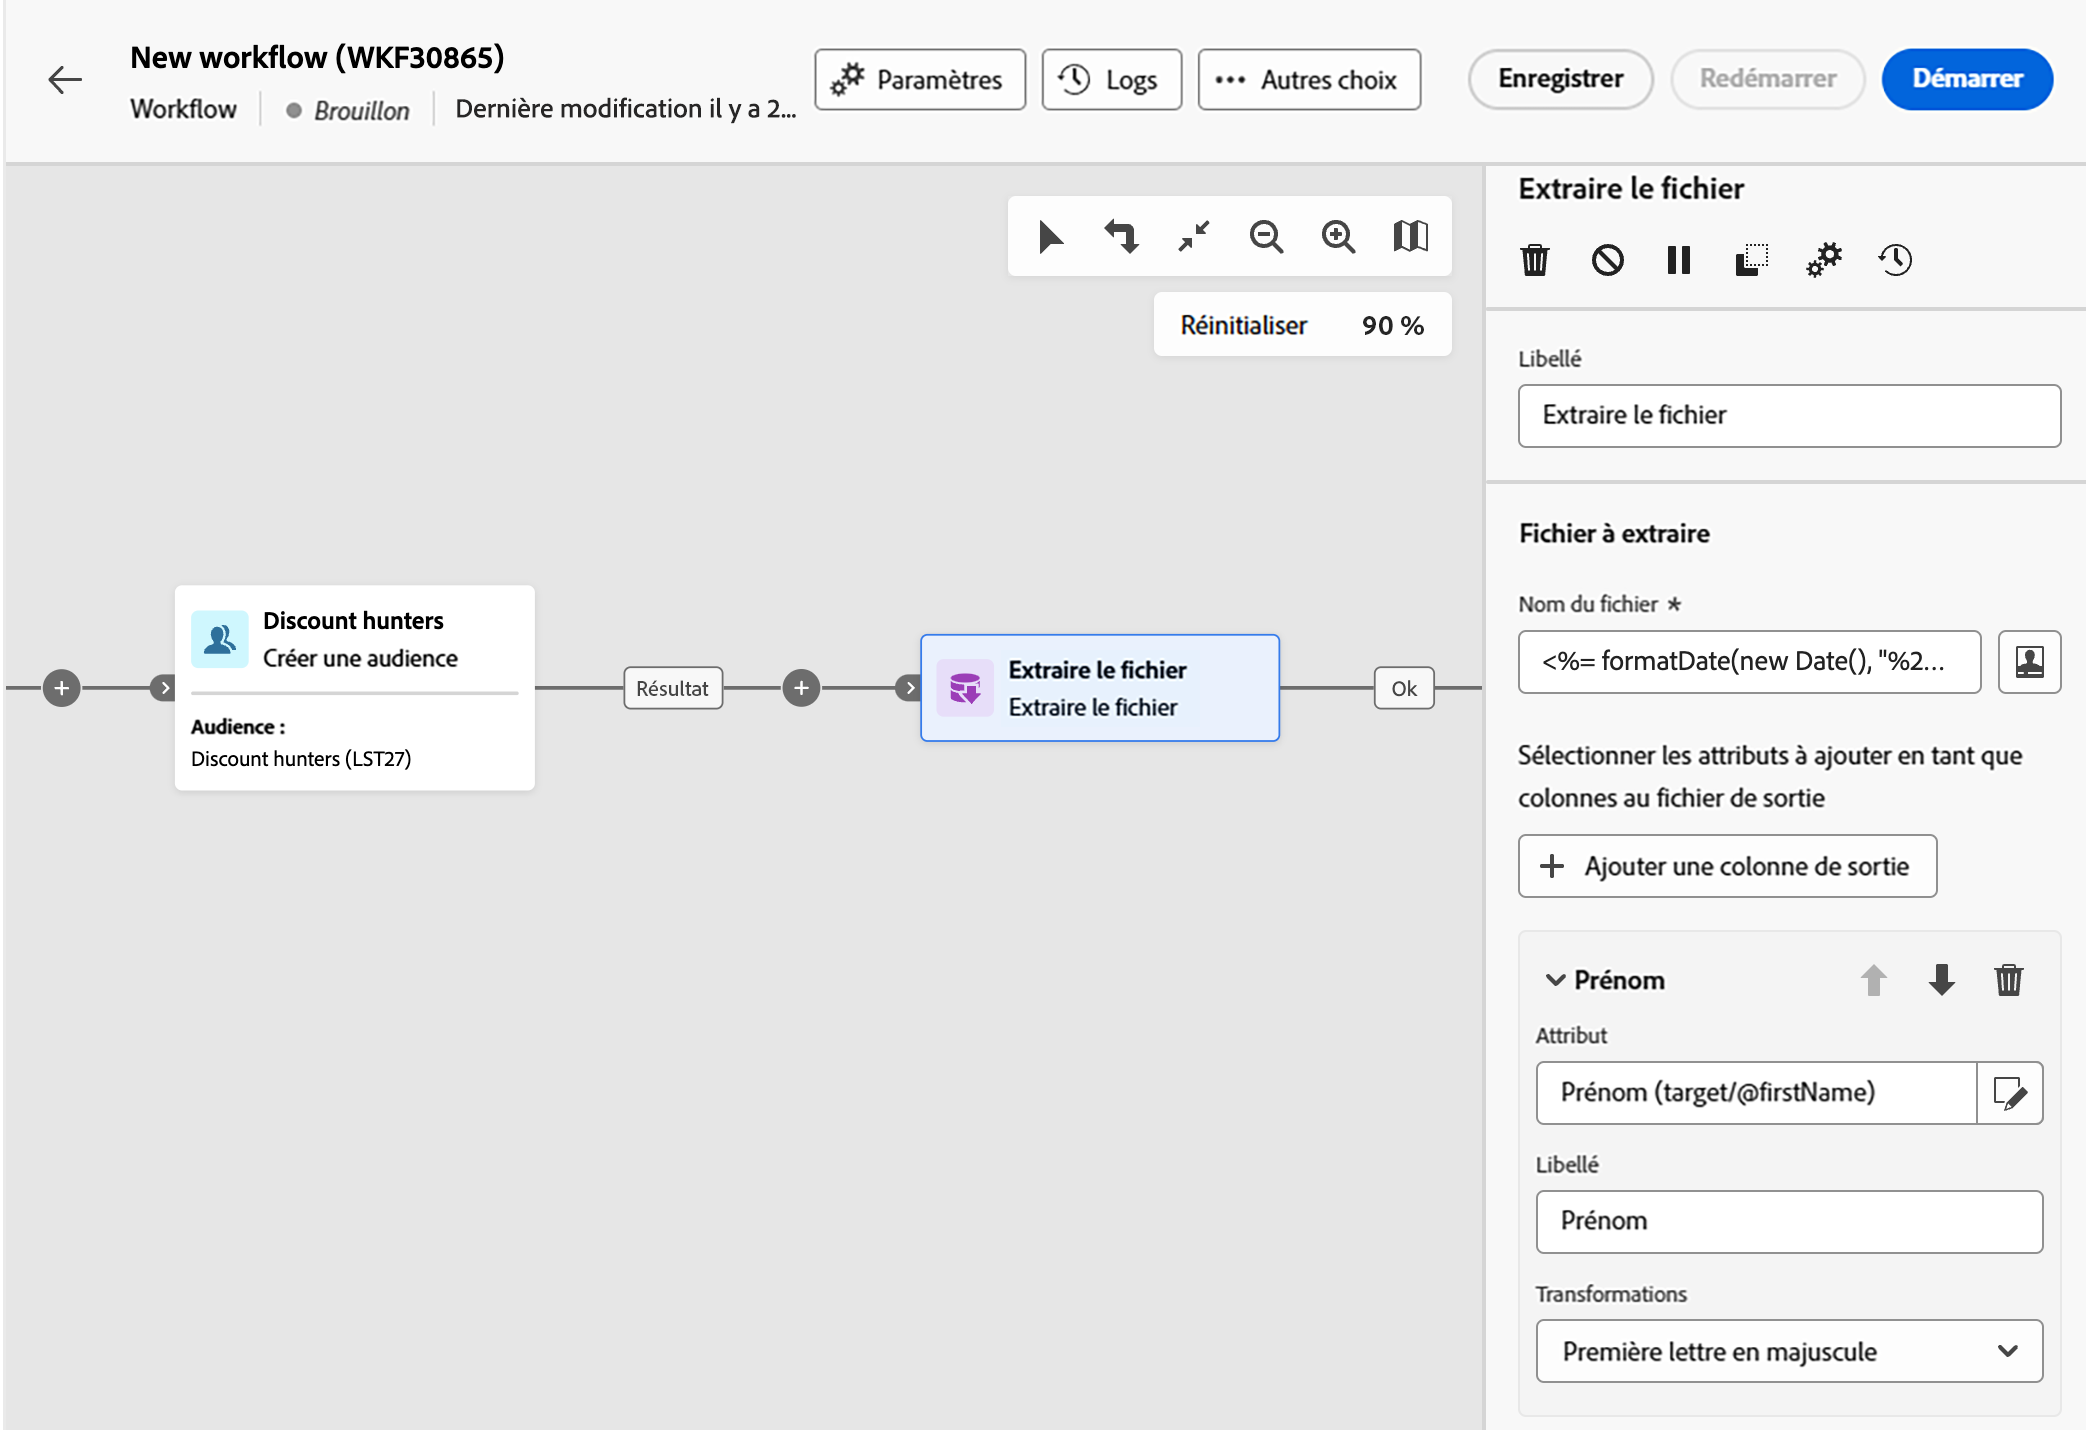 New workflow (WKF30865)
Workflow
Brouillon
Dernière modification il y a 2...
Paramètres
Logs
Autres choix
Enregistrer
Redémarrer
Démarrer
Réinitialiser 90 %
Discount hunters
Créer une audience
Audience :
Discount hunters (LST27)
Résultat
Extraire le fichier
Extraire le fichier
Ok
Extraire le fichier
Libellé
Extraire le fichier
Fichier à extraire
Nom du fichier *
<%= formatDate(new Date(), "%2...
Sélectionner les attributs à ajouter en tant que
colonnes au fichier de sortie
Ajouter une colonne de sortie
Prénom
Attribut
Prénom (target/@firstName)
Libellé
Prénom
Transformations
Première lettre en majuscule